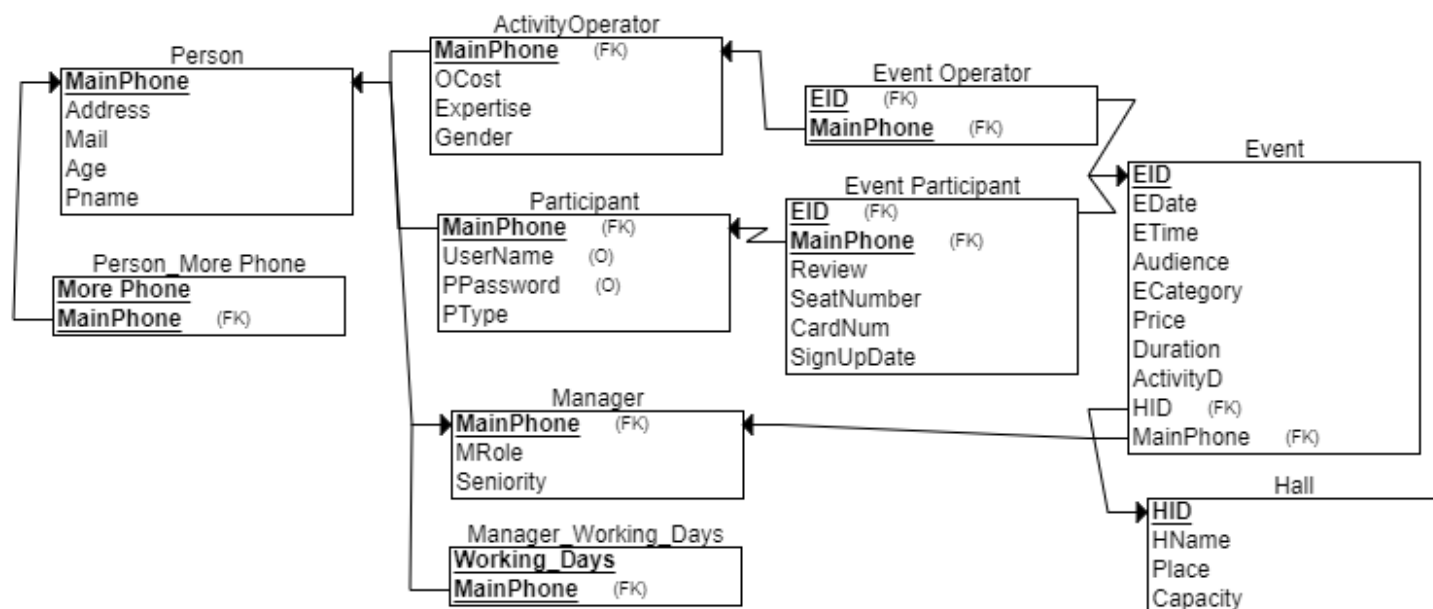 Person
MainPhone
Address
Mail
Age
Pname
Person_More Phone
More Phone
MainPhone (FK)
ActivityOperator
MainPhone (FK)
OCost
Expertise
Gender
Participant
MainPhone (FK)
UserName (O)
PPassword (O)
PType
Manager
MainPhone (FK)
MRole
Seniority
Manager_Working_Days
Working_Days
MainPhone (FK)
Event Operator
EID (FK)
MainPhone (FK)
Event Participant
EID (FK)
MainPhone (FK)
Review
SeatNumber
CardNum
SignUpDate
Event
EID
EDate
ETime
Audience
ECategory
Price
Duration
ActivityD
HID (FK)
MainPhone (FK)
Hall
HID
HName
Place
Capacity